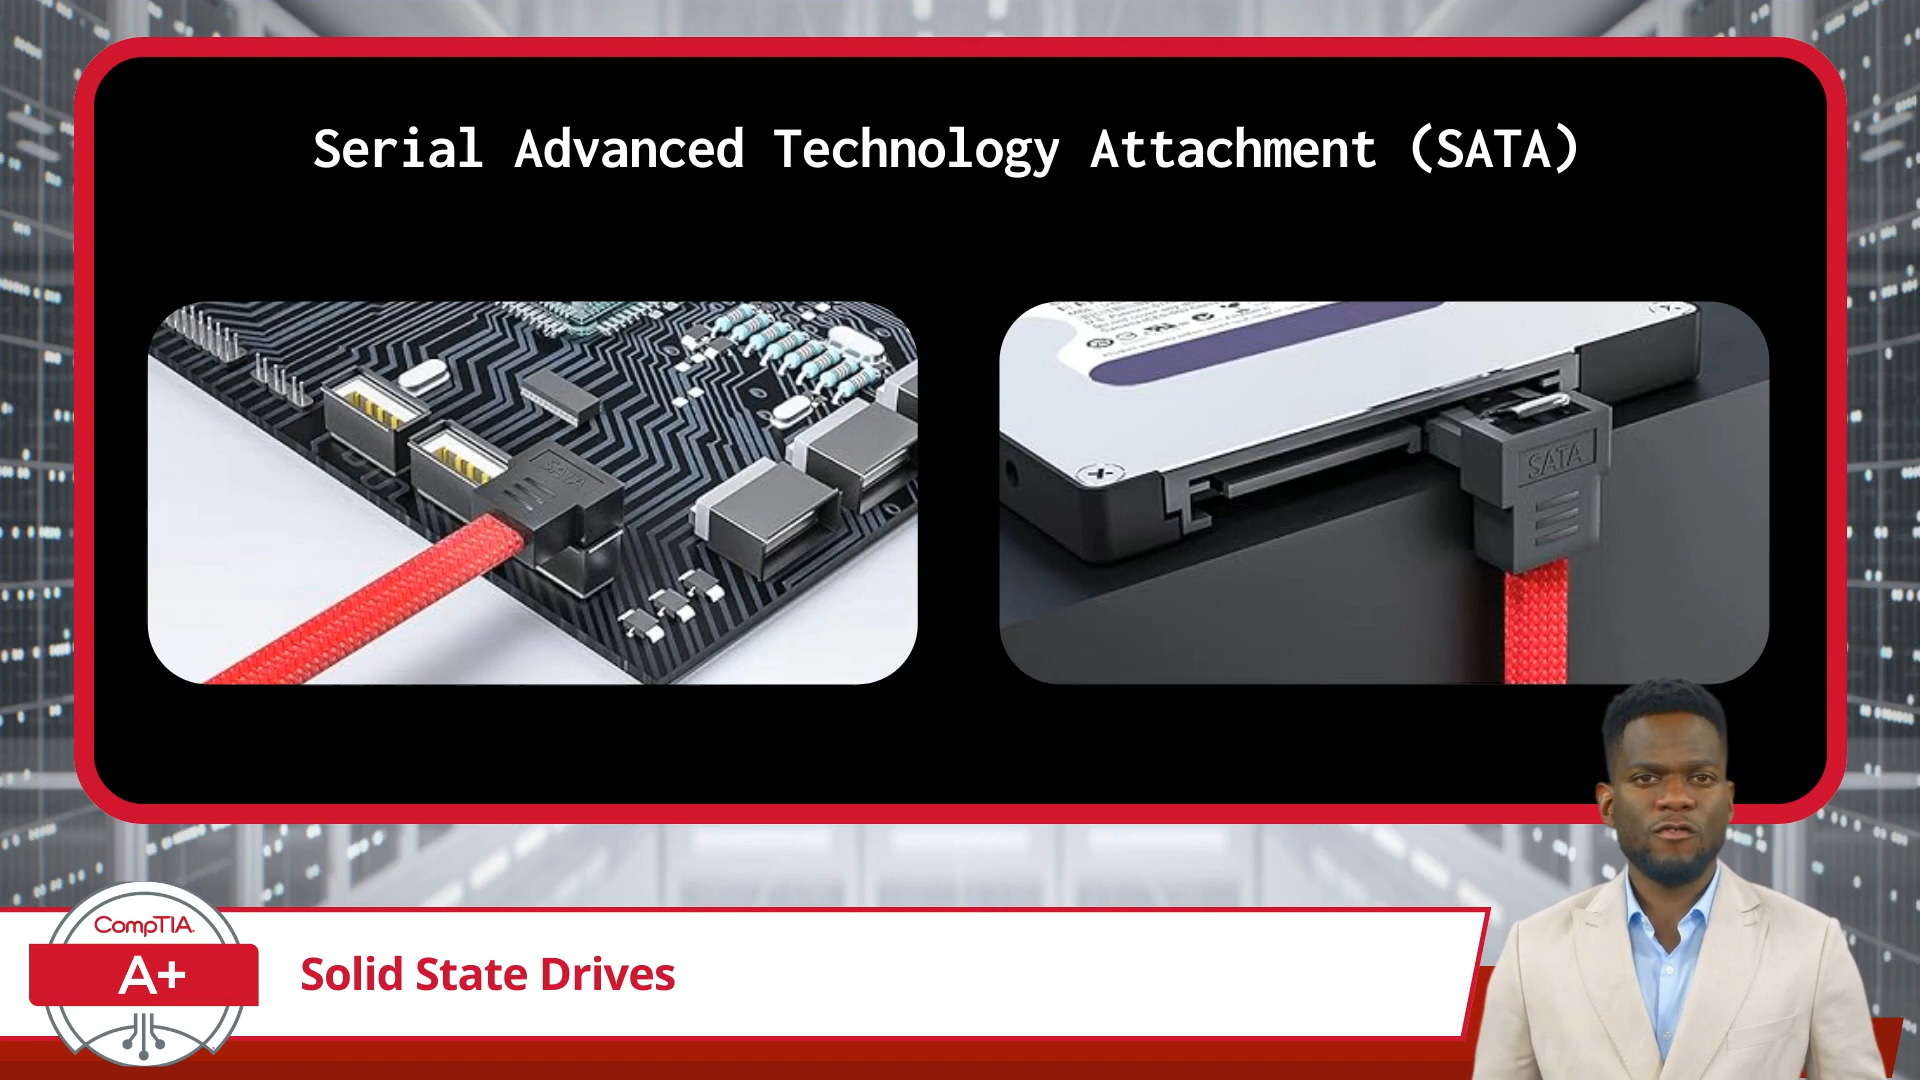 Serial Advanced Technology Attachment (SATA)
SATA
SATA
CompTIA.
A+
Solid State Drives